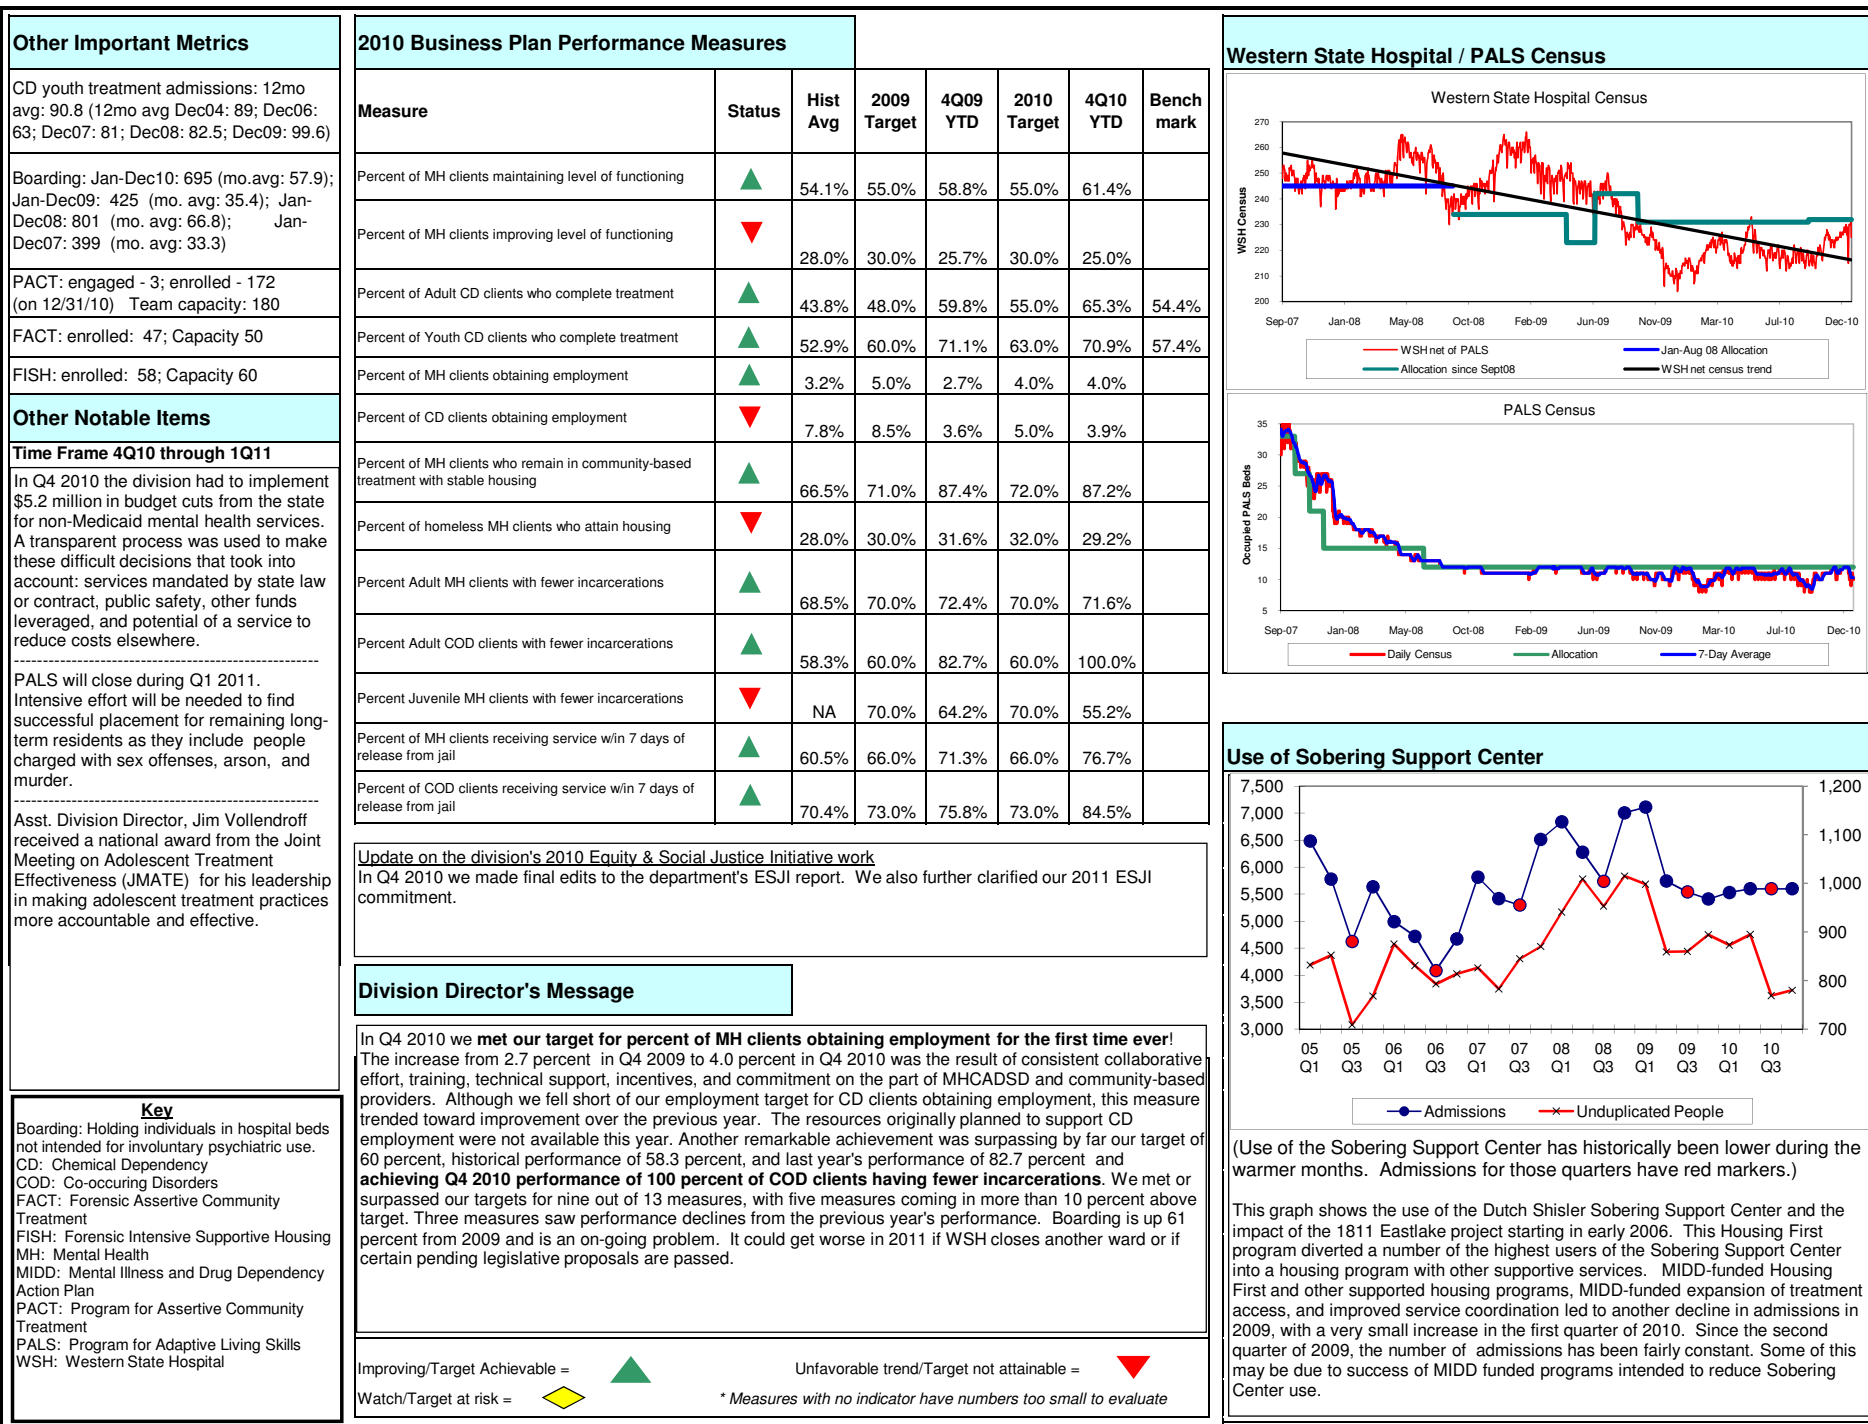 Other Important Metrics
CD youth treatment admissions: 12mo
avg: 90.8 (12mo avg Dec04: 89; Dec06:
63; Dec07: 81; Dec08: 82.5; Dec09: 99.6)
Boarding: Jan-Dec10: 695 (mo.avg: 57.9);
Jan-Dec09: 425 (mo. avg: 35.4); Jan-
Dec08: 801 (mo. avg: 66.8); Jan-
Dec07: 399 (mo. avg: 33.3)
PACT: engaged - 3; enrolled - 172
(on 12/31/10) Team capacity: 180
FACT: enrolled: 47; Capacity 50
FISH: enrolled: 58; Capacity 60
Other Notable Items
Time Frame 4Q10 through 1Q11
In Q4 2010 the division had to implement
$5.2 million in budget cuts from the state
for non-Medicaid mental health services.
A transparent process was used to make
these difficult decisions that took into
account: services mandated by state law
or contract, public safety, other funds
leveraged, and potential of a service to
reduce costs elsewhere.
-----------------------------------------------------
PALS will close during Q1 2011.
Intensive effort will be needed to find
successful placement for remaining long-
term residents as they include people
charged with sex offenses, arson, and
murder.
-----------------------------------------------------
Asst. Division Director, Jim Vollendroff
received a national award from the Joint
Meeting on Adolescent Treatment
Effectiveness (JMATE) for his leadership
in making adolescent treatment practices
more accountable and effective.
Key
Boarding: Holding individuals in hospital beds
not intended for involuntary psychiatric use.
CD: Chemical Dependency
COD: Co-occuring Disorders
FACT: Forensic Assertive Community
Treatment
FISH: Forensic Intensive Supportive Housing
MH: Mental Health
MIDD: Mental Illness and Drug Dependency
Action Plan
PACT: Program for Assertive Community
Treatment
PALS: Program for Adaptive Living Skills
WSH: Western State Hospital
2010 Business Plan Performance Measures
Measure Status Hist Avg 2009 Target 4Q09 YTD 2010 Target 4Q10 YTD Bench mark
Percent of MH clients maintaining level of functioning 54.1% 55.0% 58.8% 55.0% 61.4%
Percent of MH clients improving level of functioning 28.0% 30.0% 25.7% 30.0% 25.0%
Percent of Adult CD clients who complete treatment 43.8% 48.0% 59.8% 55.0% 65.3% 54.4%
Percent of Youth CD clients who complete treatment 52.9% 60.0% 71.1% 63.0% 70.9% 57.4%
Percent of MH clients obtaining employment 3.2% 5.0% 2.7% 4.0% 4.0%
Percent of CD clients obtaining employment 7.8% 8.5% 3.6% 5.0% 3.9%
Percent of MH clients who remain in community-based
treatment with stable housing 66.5% 71.0% 87.4% 72.0% 87.2%
Percent of homeless MH clients who attain housing 28.0% 30.0% 31.6% 32.0% 29.2%
Percent Adult MH clients with fewer incarcerations 68.5% 70.0% 72.4% 70.0% 71.6%
Percent Adult COD clients with fewer incarcerations 58.3% 60.0% 82.7% 60.0% 100.0%
Percent Juvenile MH clients with fewer incarcerations NA 70.0% 64.2% 70.0% 55.2%
Percent of MH clients receiving service w/in 7 days of
release from jail 60.5% 66.0% 71.3% 66.0% 76.7%
Percent of COD clients receiving service w/in 7 days of
release from jail 70.4% 73.0% 75.8% 73.0% 84.5%
Update on the division's 2010 Equity & Social Justice Initiative work
In Q4 2010 we made final edits to the department's ESJI report. We also further clarified our 2011 ESJI
commitment.
Division Director's Message
In Q4 2010 we met our target for percent of MH clients obtaining employment for the first time ever!
The increase from 2.7 percent in Q4 2009 to 4.0 percent in Q4 2010 was the result of consistent collaborative
effort, training, technical support, incentives, and commitment on the part of MHCADSD and community-based
providers. Although we fell short of our employment target for CD clients obtaining employment, this measure
trended toward improvement over the previous year. The resources originally planned to support CD
employment were not available this year. Another remarkable achievement was surpassing by far our target of
60 percent, historical performance of 58.3 percent, and last year's performance of 82.7 percent and
achieving Q4 2010 performance of 100 percent of COD clients having fewer incarcerations. We met or
surpassed our targets for nine out of 13 measures, with five measures coming in more than 10 percent above
target. Three measures saw performance declines from the previous year's performance. Boarding is up 61
percent from 2009 and is an on-going problem. It could get worse in 2011 if WSH closes another ward or if
certain pending legislative proposals are passed.
Improving/Target Achievable = Unfavorable trend/Target not attainable =
Watch/Target at risk = * Measures with no indicator have numbers too small to evaluate
Western State Hospital / PALS Census
Western State Hospital Census
WSH Census
270
260
250
240
230
220
210
200
Sep-07 Jan-08 May-08 Oct-08 Feb-09 Jun-09 Nov-09 Mar-10 Jul-10 Dec-10
WSH net of PALS Jan-Aug 08 Allocation
Allocation since Sept08 WSH net census trend
PALS Census
Occupied PALS Beds
35
30
25
20
15
10
5
Sep-07 Jan-08 May-08 Oct-08 Feb-09 Jun-09 Nov-09 Mar-10 Jul-10 Dec-10
Daily Census Allocation 7-Day Average
Use of Sobering Support Center
7,500 1,200
7,000
6,500 1,100
6,000
5,500 1,000
5,000
4,500 900
4,000 800
3,500
3,000 700
05 05 06 06 07 07 08 08 09 09 10 10
Q1 Q3 Q1 Q3 Q1 Q3 Q1 Q3 Q1 Q3 Q1 Q3
Admissions Unduplicated People
(Use of the Sobering Support Center has historically been lower during the
warmer months. Admissions for those quarters have red markers.)
This graph shows the use of the Dutch Shisler Sobering Support Center and the
impact of the 1811 Eastlake project starting in early 2006. This Housing First
program diverted a number of the highest users of the Sobering Support Center
into a housing program with other supportive services. MIDD-funded Housing
First and other supported housing programs, MIDD-funded expansion of treatment
access, and improved service coordination led to another decline in admissions in
2009, with a very small increase in the first quarter of 2010. Since the second
quarter of 2009, the number of admissions has been fairly constant. Some of this
may be due to success of MIDD funded programs intended to reduce Sobering
Center use.